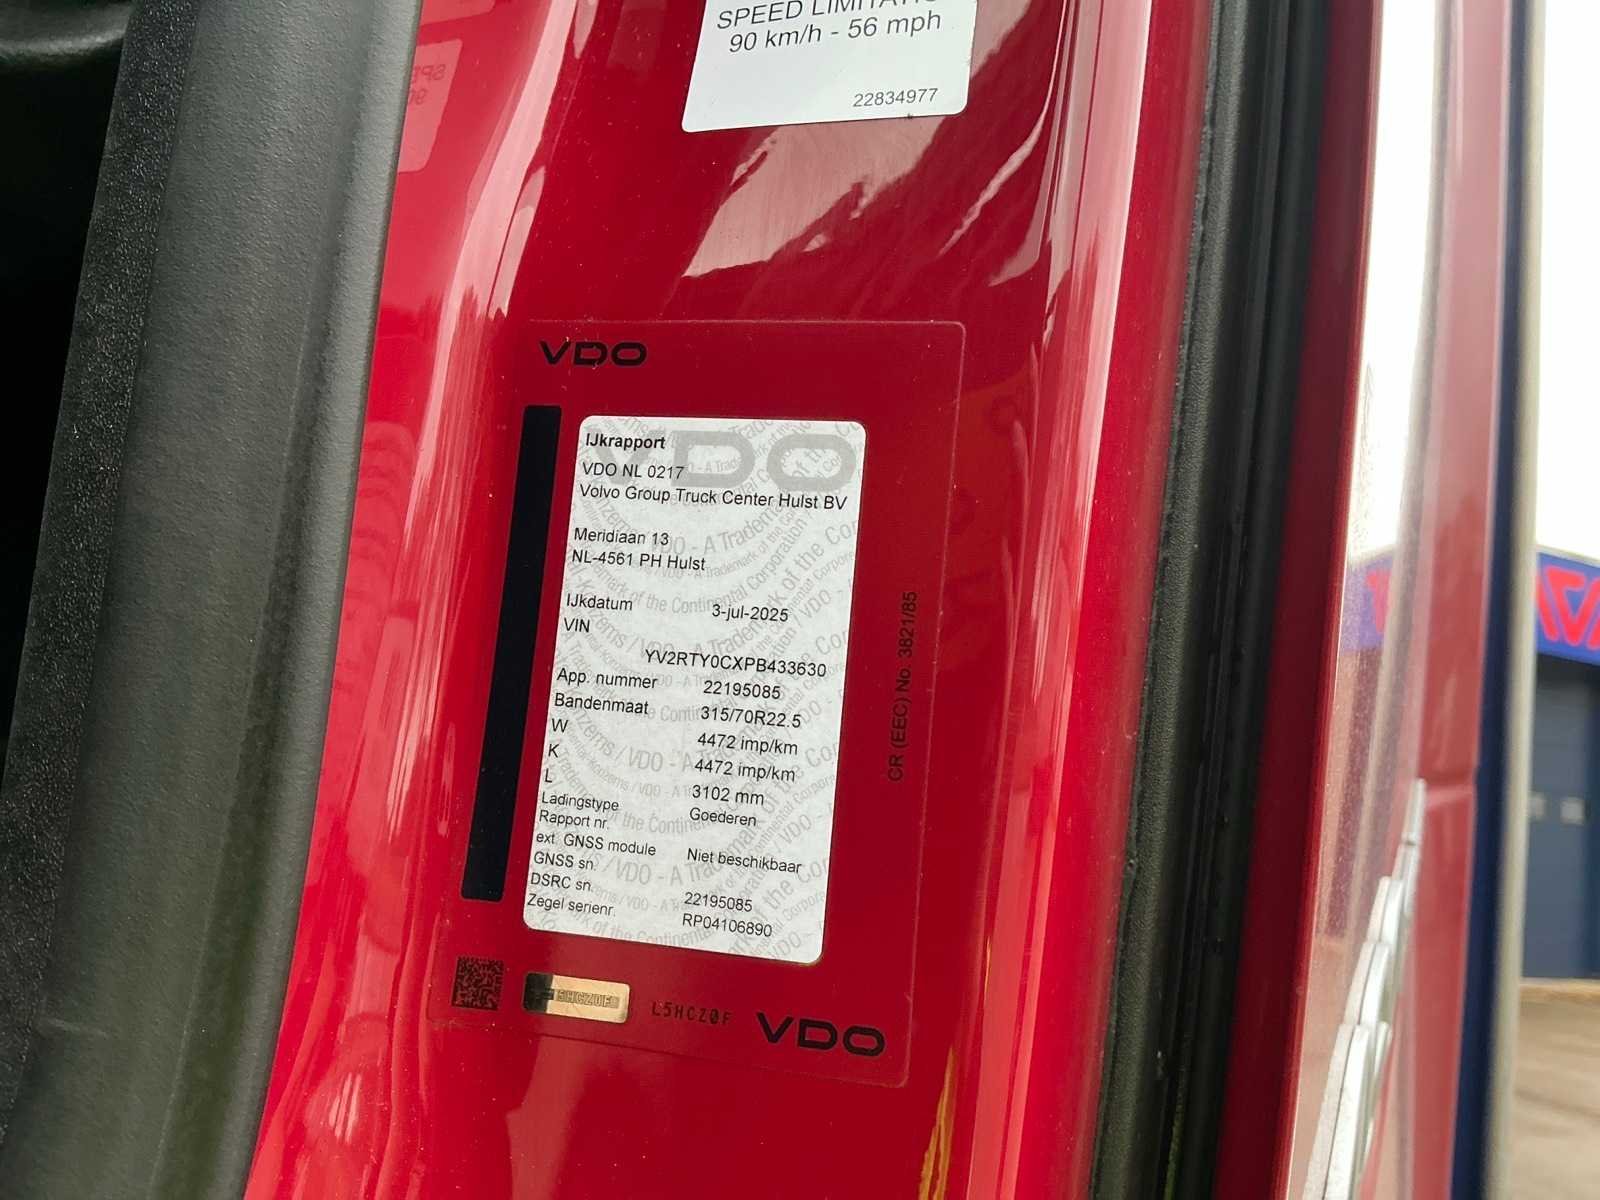 SPEED LIMITATIO
90 km/h - 56 mph
22834977
VDO
IJkrapport
VDO NL 0217
Volvo Group Truck Center Hulst BV
Meridiaan 13
NL-4561 PH Hulst
IJkdatum 3-jul-2025
VIN
YV2RTY0CXPB433630
App. nummer 22195085
Bandenmaat 315/70R22.5
W 4472 imp/km
K 4472 imp/km
L 3102 mm
Ladingstype Goederen
Rapport nr.
ext. GNSS module Niet beschikbaar
GNSS sn.
DSRC sn. 22195085
Zegel serienr. RP04106890
CR (EEC) No. 3821/85
5HCZ0F
L5HCZ0F
VDO